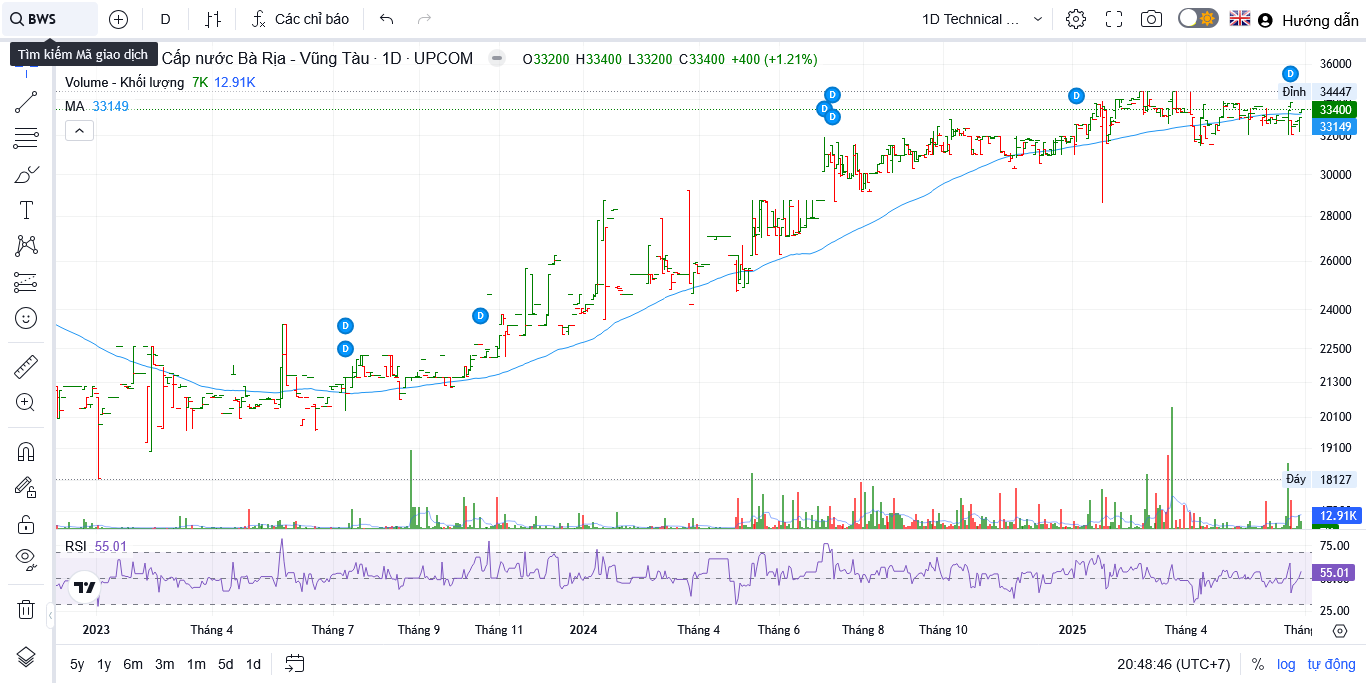 BWS
D
Các chỉ báo
1D Technical ...
Hướng dẫn
Tìm kiếm Mã giao dịch
Cấp nước Bà Rịa - Vũng Tàu · 1D · UPCOM
O33200 H33400 L33200 C33400 +400 (+1.21%)
Volume - Khối lượng 7K 12.91K
MA 33149
D
D
D
D
D
D
D
D
36000
Đỉnh 34447
33400
33149
32000
30000
28000
26000
24000
22500
21300
20100
19100
Đáy 18127
12.91K
RSI 55.01
75.00
55.01
25.00
2023
Tháng 4
Tháng 7
Tháng 9
Tháng 11
2024
Tháng 4
Tháng 6
Tháng 8
Tháng 10
2025
Tháng 4
5y 1y 6m 3m 1m 5d 1d
20:48:46 (UTC+7) % log tự động